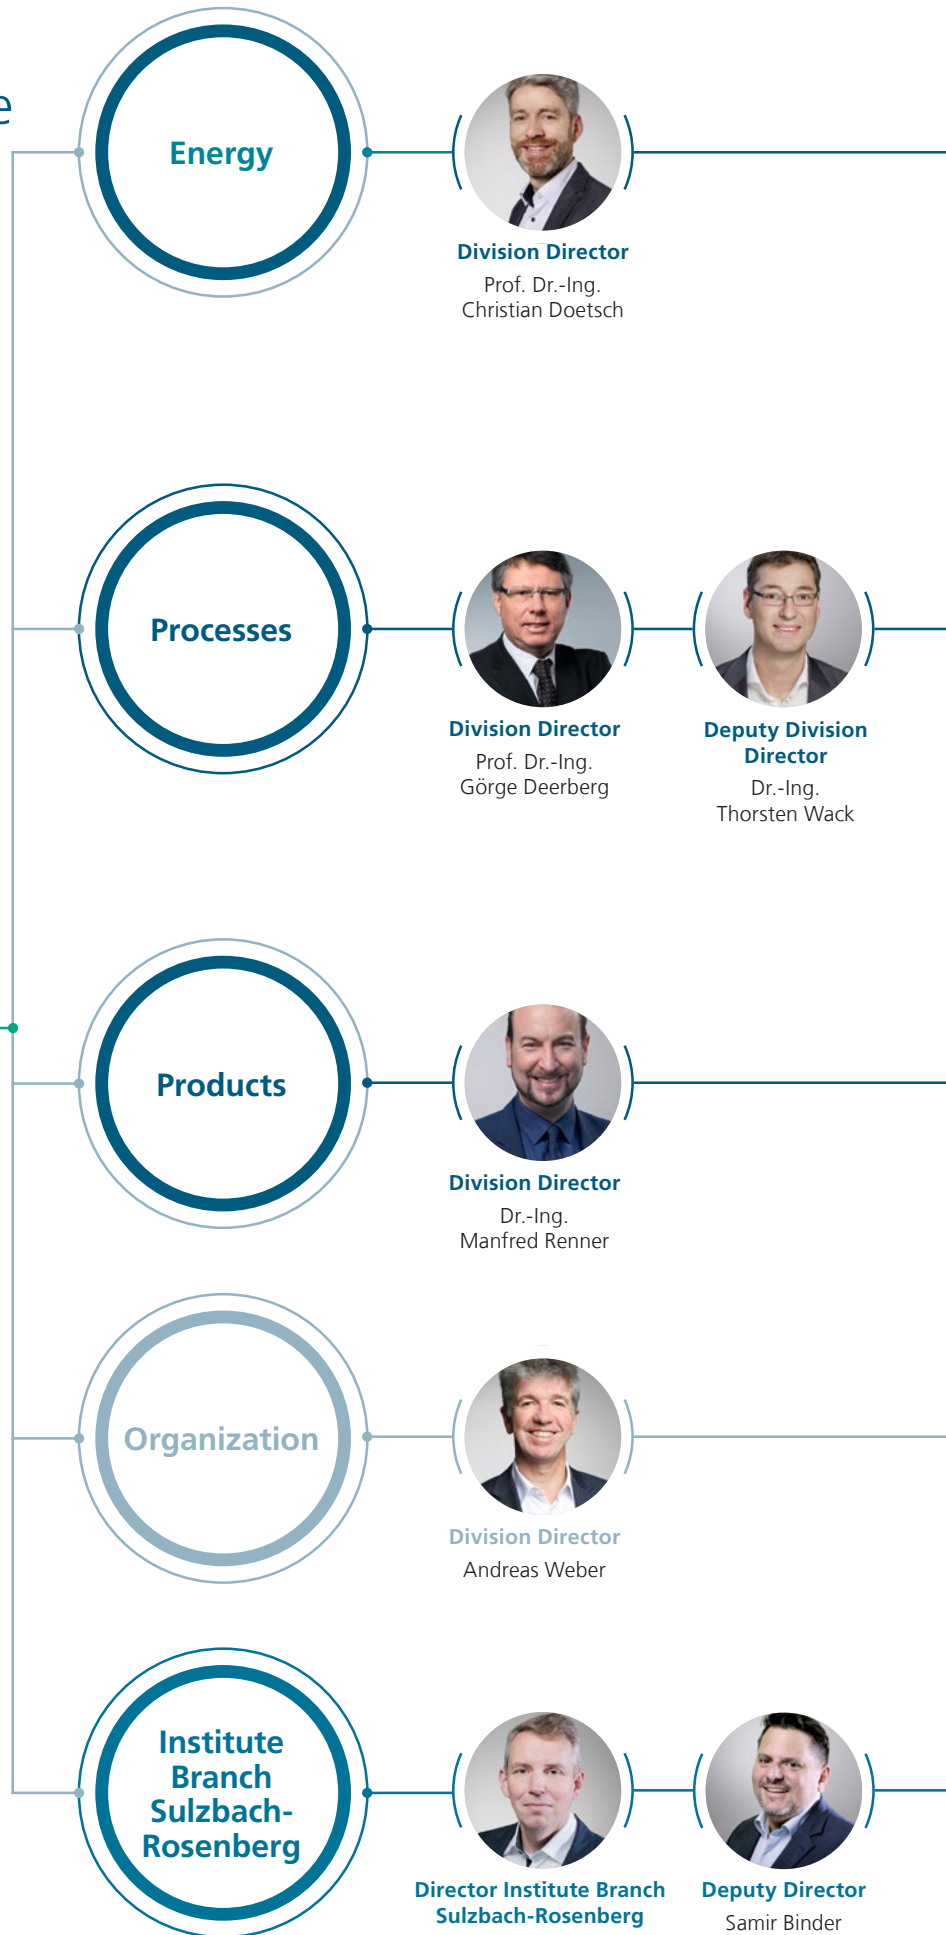 e
Energy
Division Director
Prof. Dr.-Ing.
Christian Doetsch
Processes
Division Director
Prof. Dr.-Ing.
Görge Deerberg
Deputy Division
Director
Dr.-Ing.
Thorsten Wack
Products
Division Director
Dr.-Ing.
Manfred Renner
Organization
Division Director
Andreas Weber
Institute
Branch
Sulzbach-
Rosenberg
Director Institute Branch
Sulzbach-Rosenberg
Deputy Director
Samir Binder